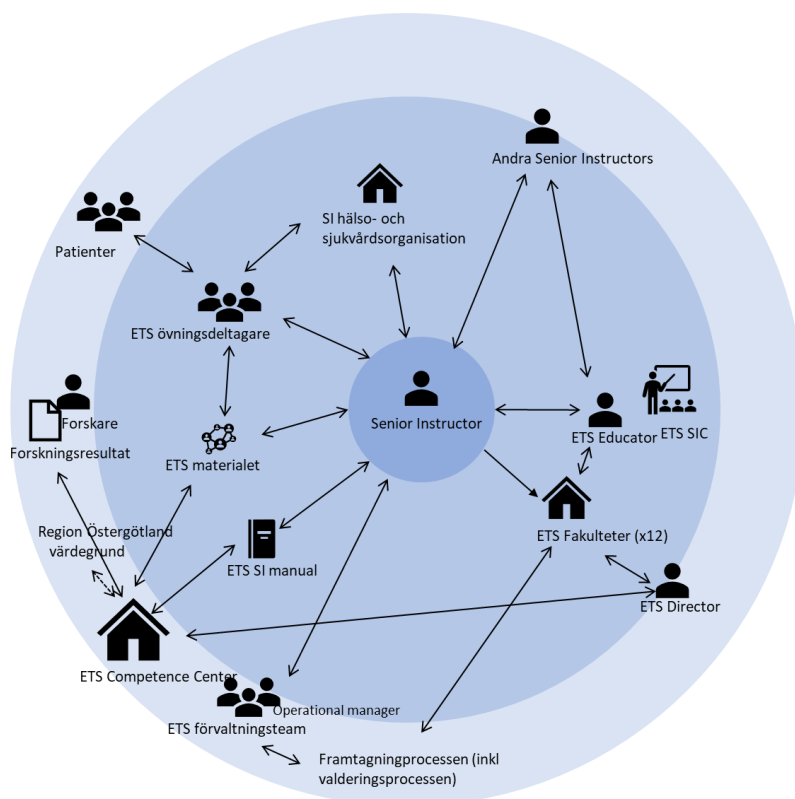 Andra Senior Instructors
SI hälso- och
sjukvårdsorganisation
Patienter
ETS övningsdeltagare
Forskare
Forskningsresultat
Senior Instructor
ETS Educator
ETS SIC
ETS materialet
Region Östergötland
värdegrund
ETS SI manual
ETS Fakulteter (x12)
ETS Director
ETS Competence Center
Operational manager
ETS förvaltningsteam
Framtagningprocessen (inkl
valderingsprocessen)